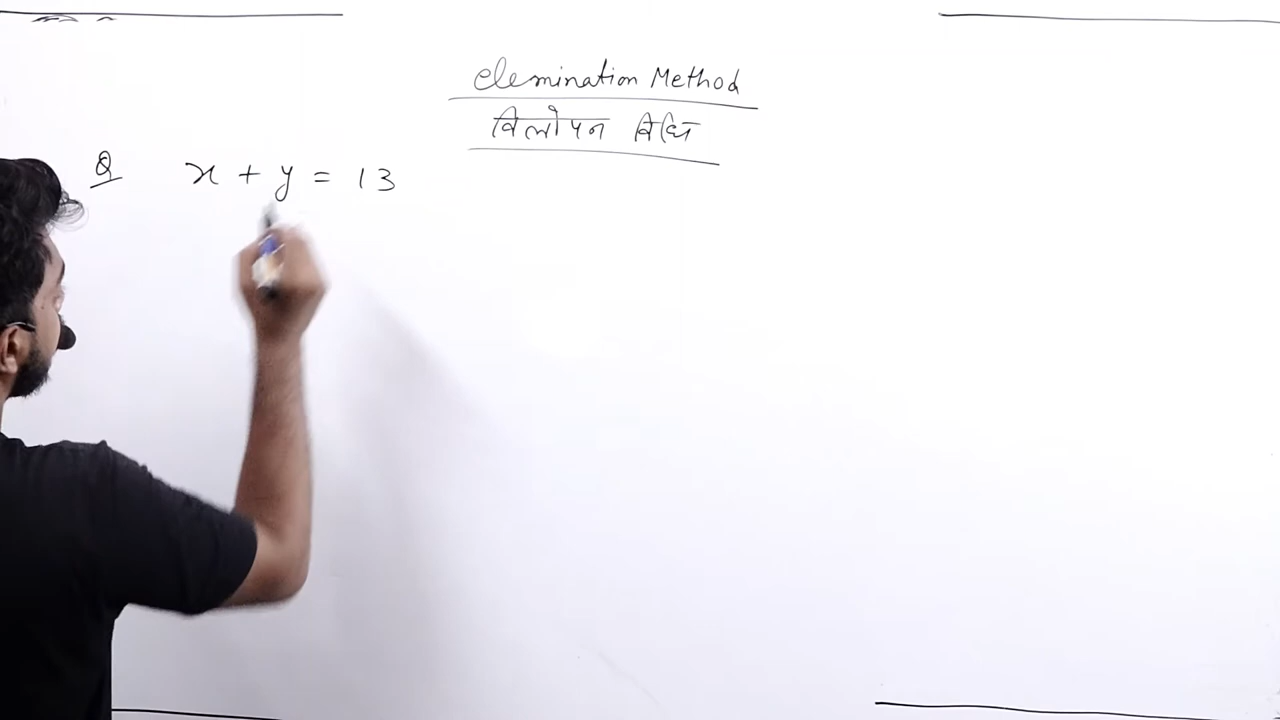 elemination Method
विलोपन विधि
Q x + y = 13